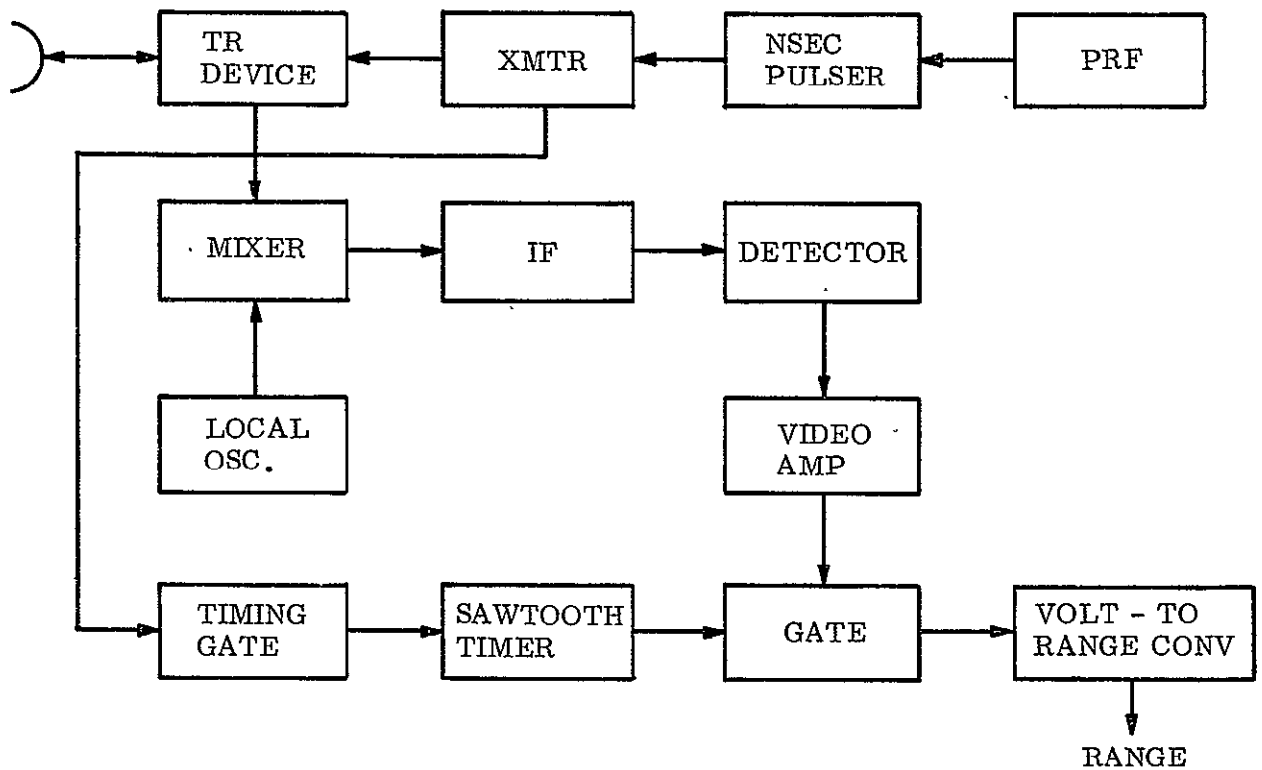 TR
DEVICE
XMTR
NSEC
PULSER
PRF
MIXER
IF
DETECTOR
LOCAL
OSC.
VIDEO
AMP
TIMING
GATE
SAWTOOTH
TIMER
GATE
VOLT - TO
RANGE CONV
RANGE